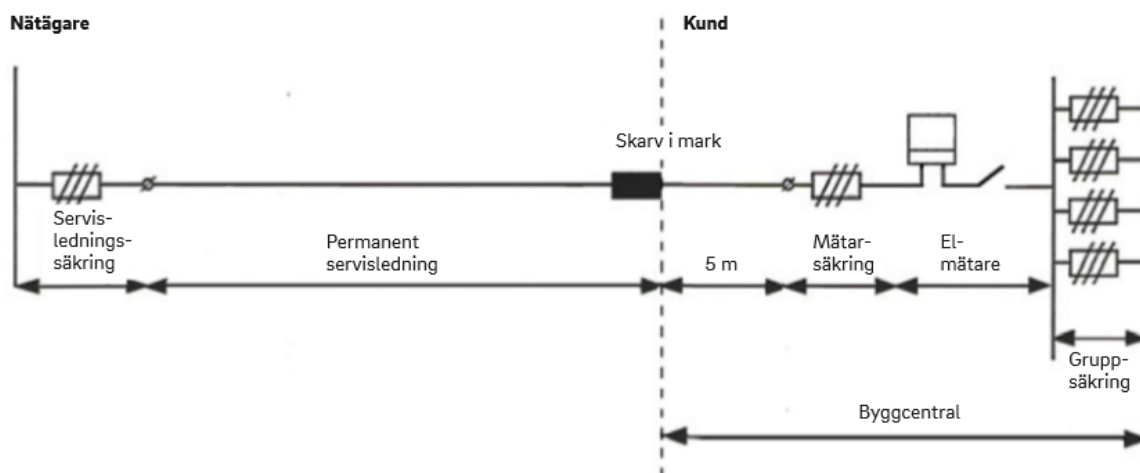 Nätägare
Kund
Skarv i mark
Servis-
lednings-
säkring
Permanent
servisledning
5 m
Mätar-
säkring
El-
mätare
Grupp-
säkring
Byggcentral